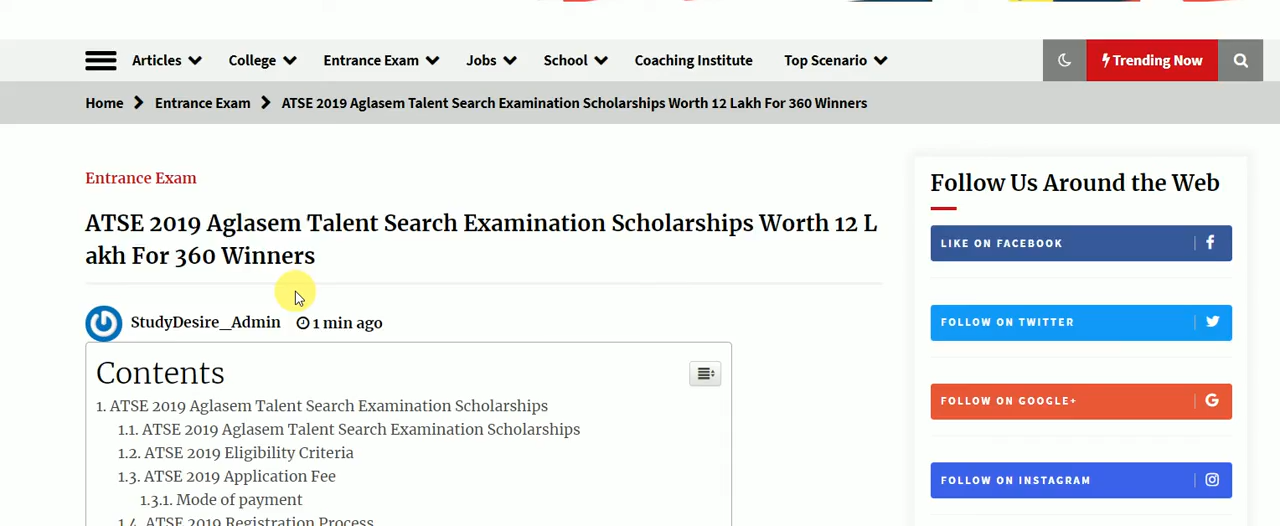 Articles College Entrance Exam Jobs School Coaching Institute Top Scenario Trending Now
Home Entrance Exam ATSE 2019 Aglasem Talent Search Examination Scholarships Worth 12 Lakh For 360 Winners
Entrance Exam
ATSE 2019 Aglasem Talent Search Examination Scholarships Worth 12 L
akh For 360 Winners
StudyDesire_Admin 1 min ago
Contents
1. ATSE 2019 Aglasem Talent Search Examination Scholarships
1.1. ATSE 2019 Aglasem Talent Search Examination Scholarships
1.2. ATSE 2019 Eligibility Criteria
1.3. ATSE 2019 Application Fee
1.3.1. Mode of payment
1.4. ATSE 2019 Registration Process
Follow Us Around the Web
LIKE ON FACEBOOK
FOLLOW ON TWITTER
FOLLOW ON GOOGLE+
FOLLOW ON INSTAGRAM